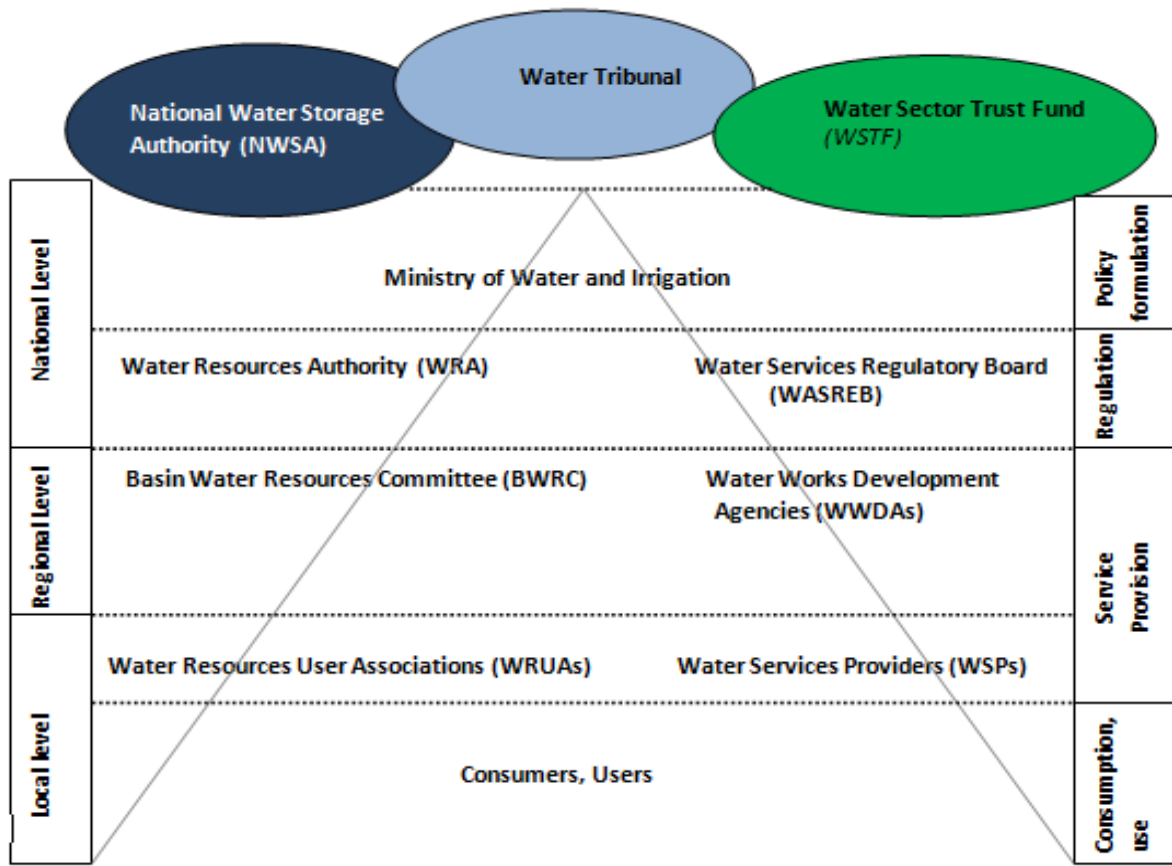 Water Tribunal
National Water Storage
Authority (NWSA)
Water Sector Trust Fund
(WSTF)
National Level
Policy
formulation
Ministry of Water and Irrigation
Water Resources Authority (WRA)
Water Services Regulatory Board
(WASREB)
Regulation
Regional Level
Basin Water Resources Committee (BWRC)
Water Works Development
Agencies (WWDAs)
Service
Provision
Water Resources User Associations (WRUAs)
Water Services Providers (WSPs)
Local level
Consumers, Users
Consumption,
use